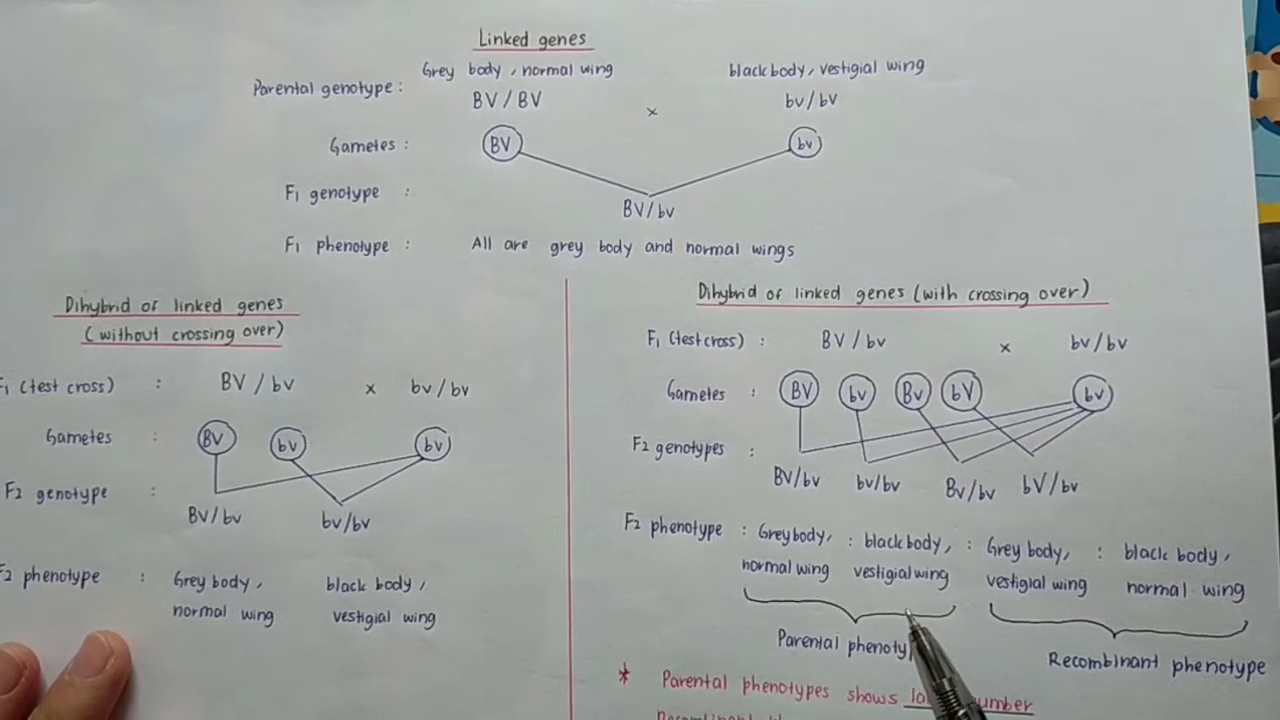 Linked genes
Grey body, normal wing
black body, vestigial wing
Parental genotype :
BV / BV
×
bv / bv
Gametes :
BV
bv
F1 genotype :
BV/bv
F1 phenotype : All are grey body and normal wings
Dihybrid of linked genes
(without crossing over)
F1 (test cross) : BV / bv × bv / bv
Gametes : BV bv bv
F2 genotype :
BV/bv bv/bv
F2 phenotype : Grey body, black body,
normal wing vestigial wing
Dihybrid of linked genes (with crossing over)
F1 (test cross) : BV / bv × bv / bv
Gametes : BV bv Bv bV bv
F2 genotypes :
BV/bv bv/bv Bv/bv bV/bv
F2 phenotype : Grey body, : black body, : Grey body, : black body,
normal wing vestigial wing vestigial wing normal wing
Parental
Recombinant phenotype
* Parental phenotypes shows